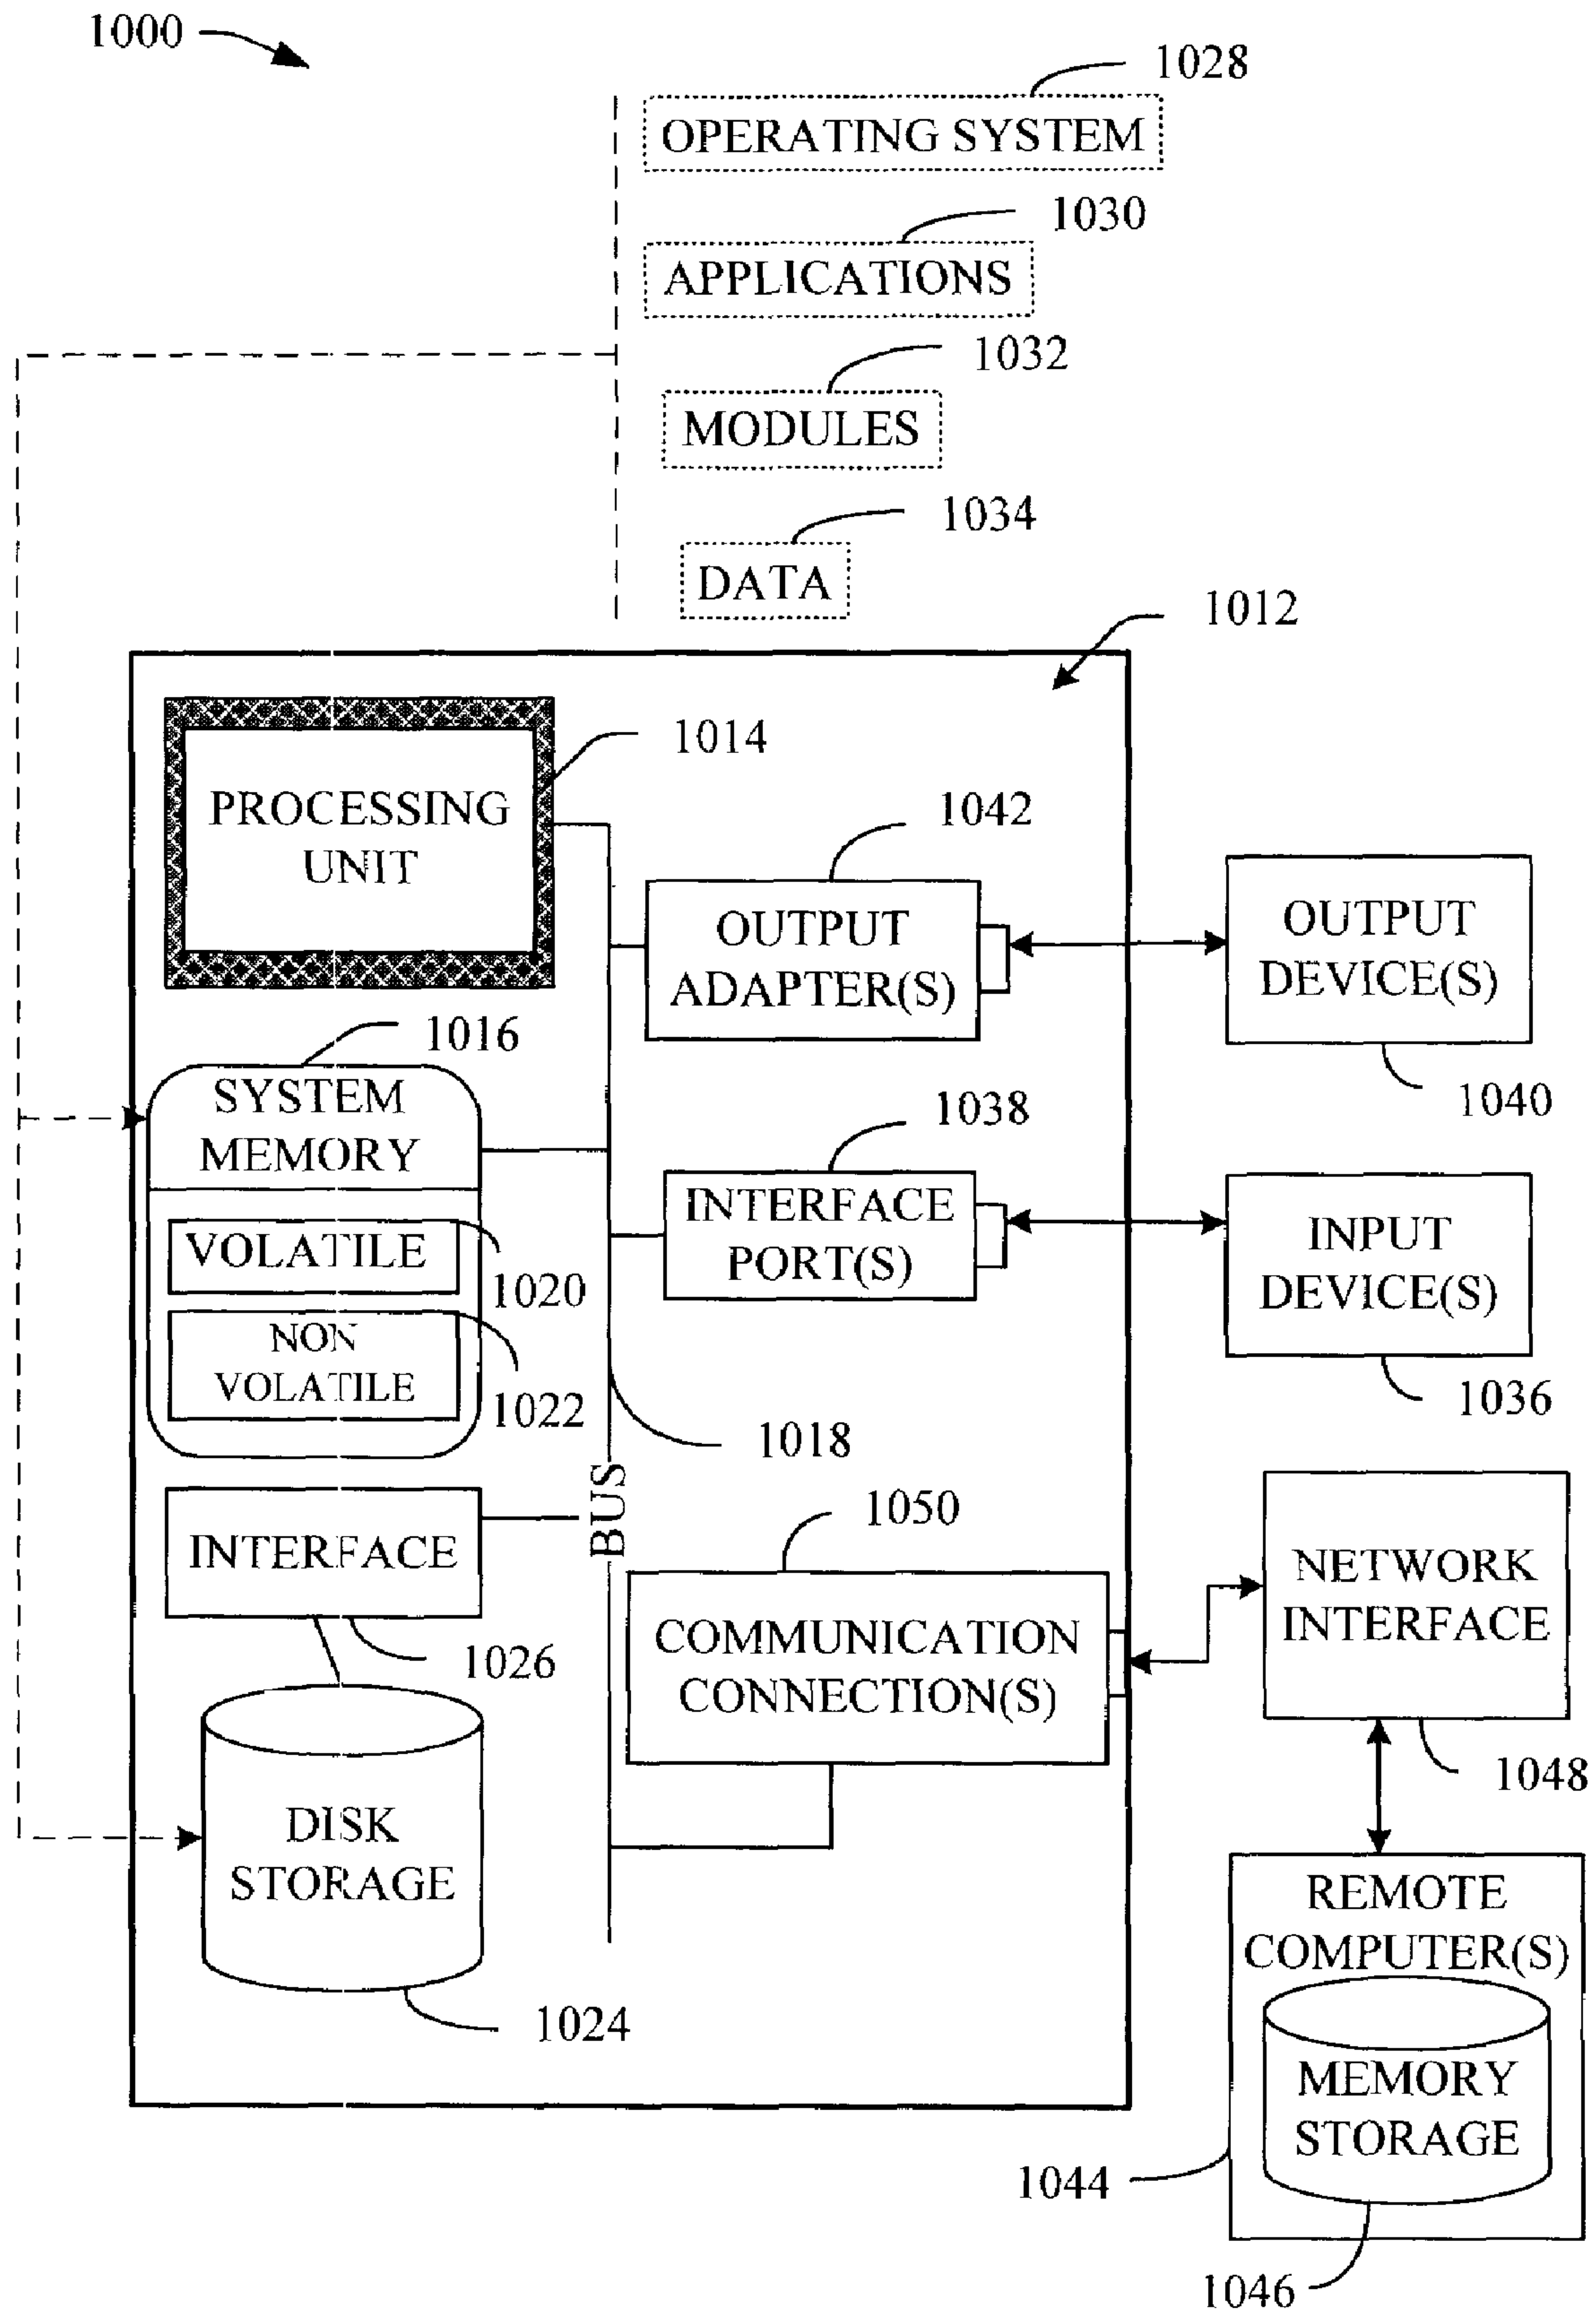 1000
1028
OPERATING SYSTEM
1030
APPLICATIONS
1032
MODULES
1034
DATA
1012
1014
PROCESSING
UNIT
1042
OUTPUT
ADAPTER(S)
OUTPUT
DEVICE(S)
1040
1016
SYSTEM
MEMORY
1038
INTERFACE
PORT(S)
INPUT
DEVICE(S)
1036
VOLATILE
1020
NON
VOLATILE
1022
1018
BUS
INTERFACE
1026
1050
COMMUNICATION
CONNECTION(S)
NETWORK
INTERFACE
1048
DISK
STORAGE
1024
REMOTE
COMPUTER(S)
MEMORY
STORAGE
1044
1046